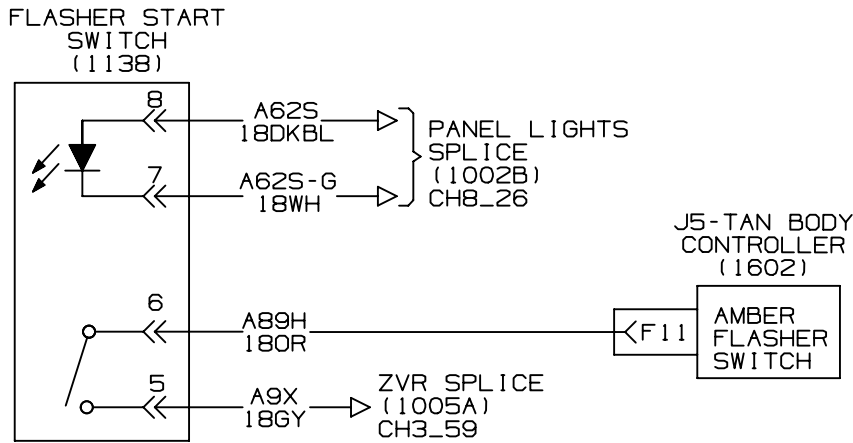 FLASHER START
SWITCH
(1138)
8
A62S
18DKBL
PANEL LIGHTS
SPLICE
(1002B)
CH8_26
7
A62S-G
18WH
J5-TAN BODY
CONTROLLER
(1602)
6
A89H
18OR
F11
AMBER
FLASHER
SWITCH
5
A9X
18GY
ZVR SPLICE
(1005A)
CH3_59